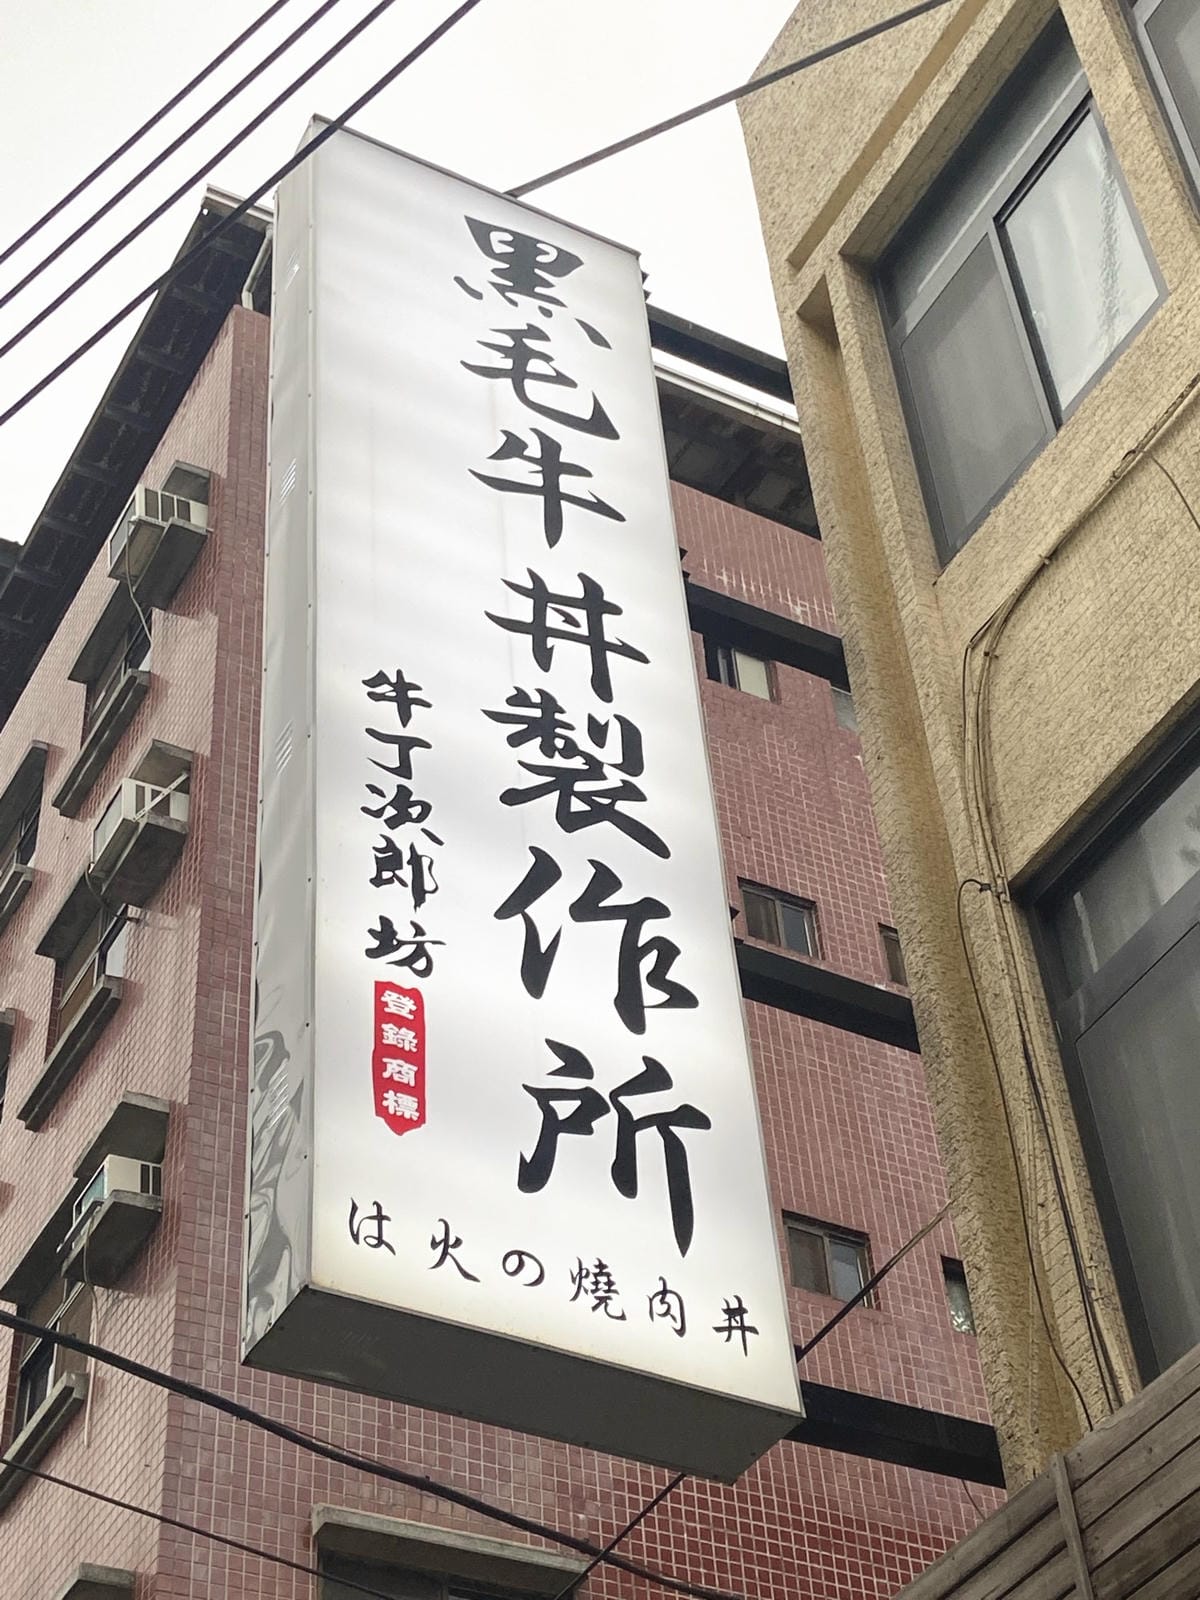 黒毛牛丼製作所
牛丁次郎坊
登錄商標
は火の燒肉丼